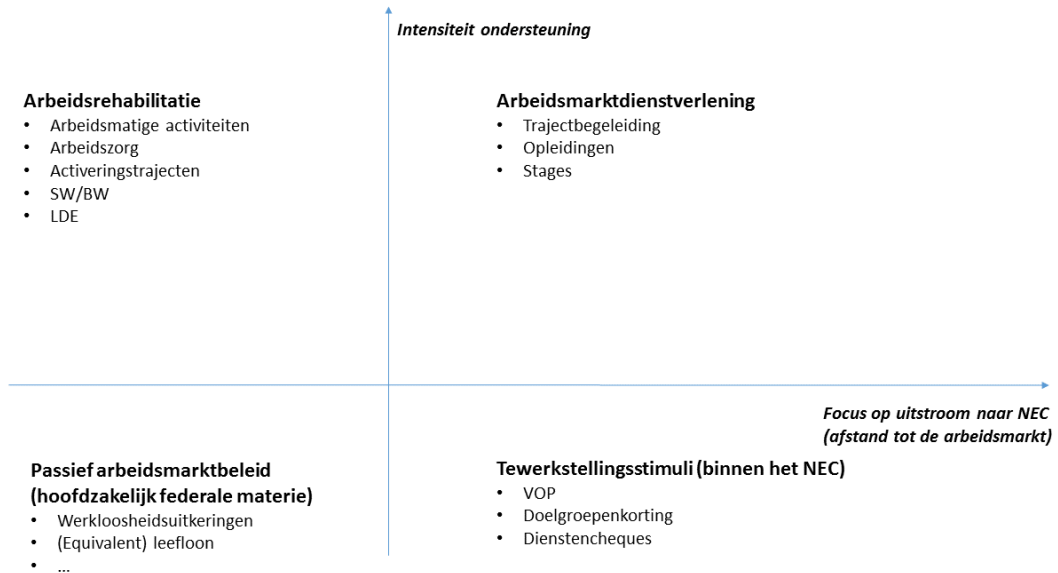 Intensiteit ondersteuning
Arbeidsrehabilitatie
• Arbeidsmatige activiteiten
• Arbeidszorg
• Activeringstrajecten
• SW/BW
• LDE
Arbeidsmarktdienstverlening
• Trajectbegeleiding
• Opleidingen
• Stages
Focus op uitstroom naar NEC
(afstand tot de arbeidsmarkt)
Passief arbeidsmarktbeleid
(hoofdzakelijk federale materie)
• Werkloosheidsuitkeringen
• (Equivalent) leefloon
• ...
Tewerkstellingsstimuli (binnen het NEC)
• VOP
• Doelgroepenkorting
• Dienstencheques